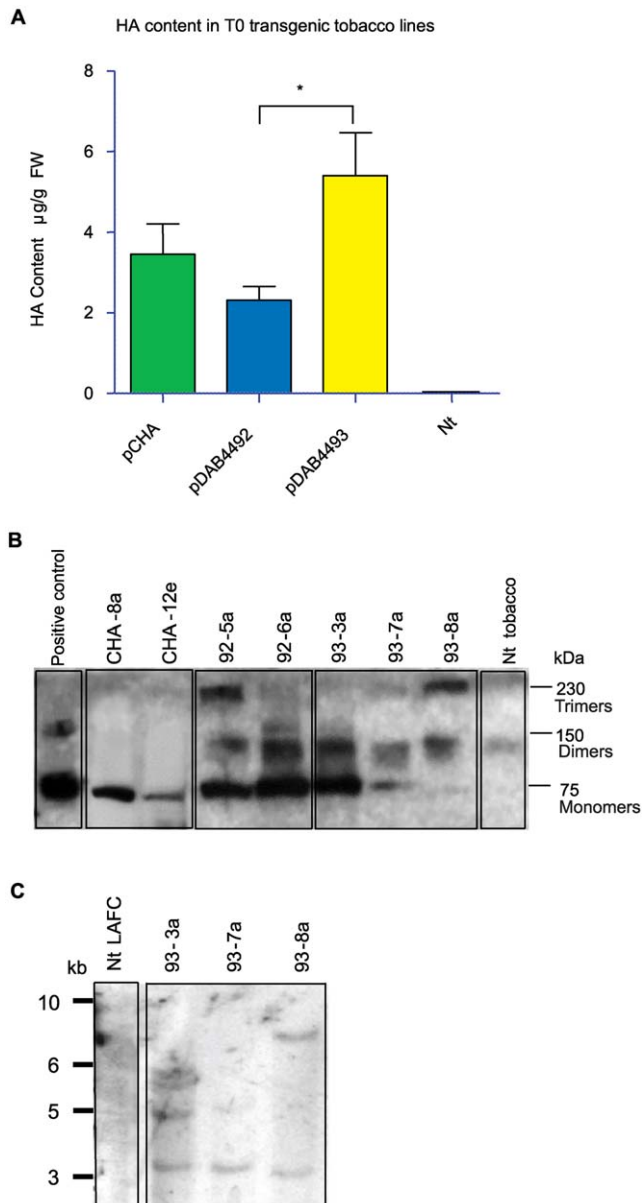 A
HA content in T0 transgenic tobacco lines
HA Content µg/g FW
8
6
4
2
0
*
pCHA
pDAB4492
pDAB4493
Nt
B
Positive control
CHA-8a
CHA-12e
92-5a
92-6a
93-3a
93-7a
93-8a
Nt tobacco
kDa
230
Trimers
150
Dimers
75
Monomers
C
Nt LAFC
93-3a
93-7a
93-8a
kb
10
6
5
3